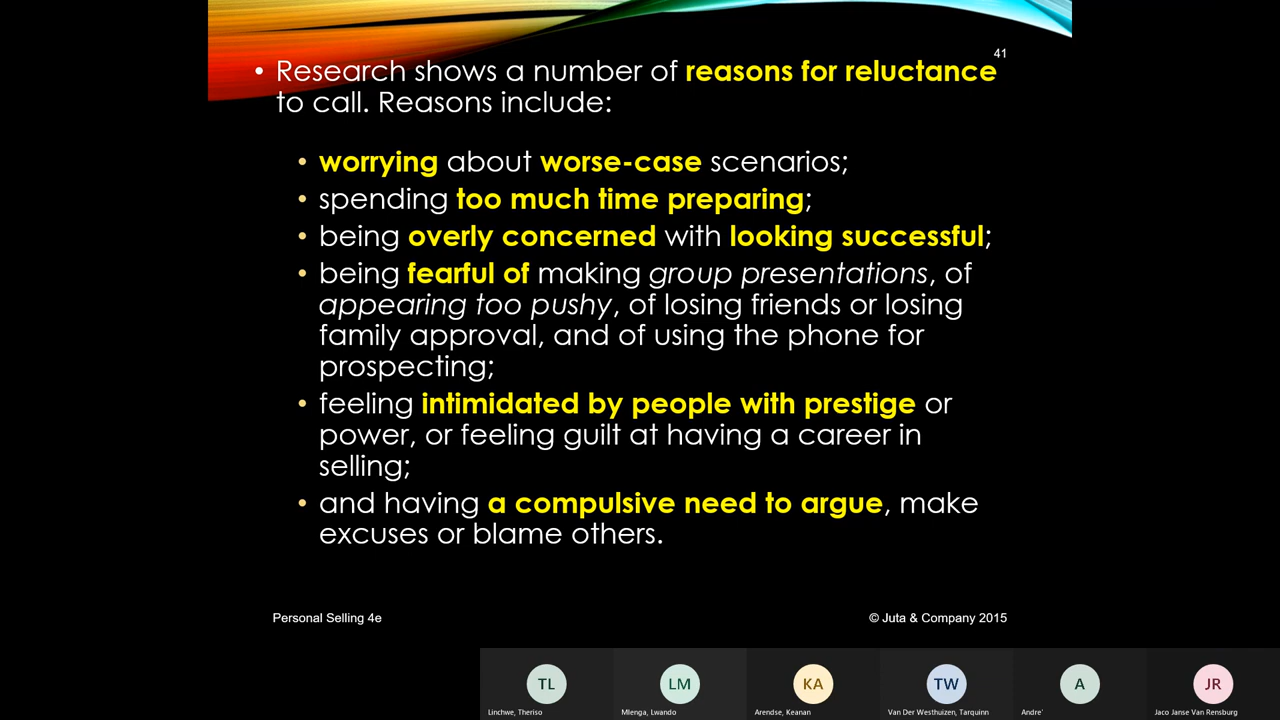 41
• Research shows a number of reasons for reluctance
to call. Reasons include:
• worrying about worse-case scenarios;
• spending too much time preparing;
• being overly concerned with looking successful;
• being fearful of making group presentations, of
appearing too pushy, of losing friends or losing
family approval, and of using the phone for
prospecting;
• feeling intimidated by people with prestige or
power, or feeling guilt at having a career in
selling;
• and having a compulsive need to argue, make
excuses or blame others.
Personal Selling 4e
© Juta & Company 2015
TL
LM
KA
TW
A
JR
Linchwe, Theriso
Mlenga, Lwando
Arendse, Keanan
Van Der Westhuizen, Tarquinn
Andre'
Jaco Janse Van Rensburg